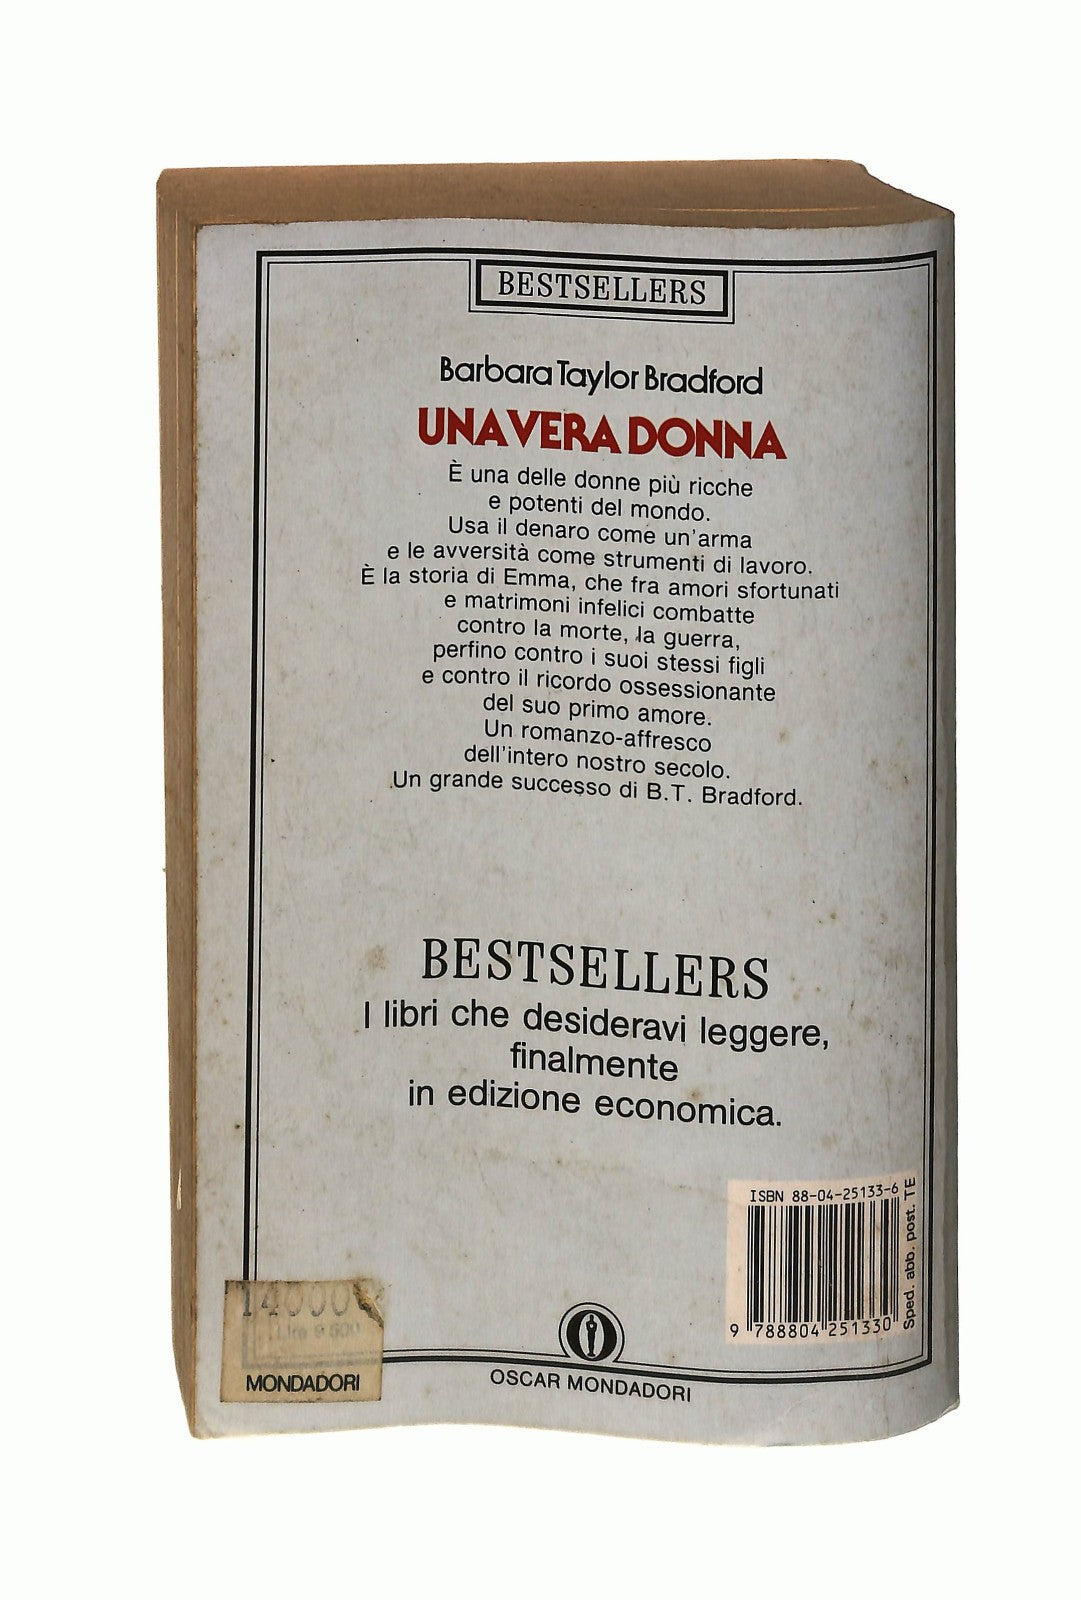 BESTSELLERS
Barbara Taylor Bradford
UNA VERA DONNA
È una delle donne più ricche
e potenti del mondo.
Usa il denaro come un'arma
e le avversità come strumenti di lavoro.
È la storia di Emma, che fra amori sfortunati
e matrimoni infelici combatte
contro la morte, la guerra,
perfino contro i suoi stessi figli
e contro il ricordo ossessionante
del suo primo amore.
Un romanzo-affresco
dell'intero nostro secolo.
Un grande successo di B.T. Bradford.
BESTSELLERS
I libri che desideravi leggere,
finalmente
in edizione economica.
ISBN 88-04-25133-6
9 788804 251330
Sped. abb. post. TE
Lire 9 500
MONDADORI
OSCAR MONDADORI